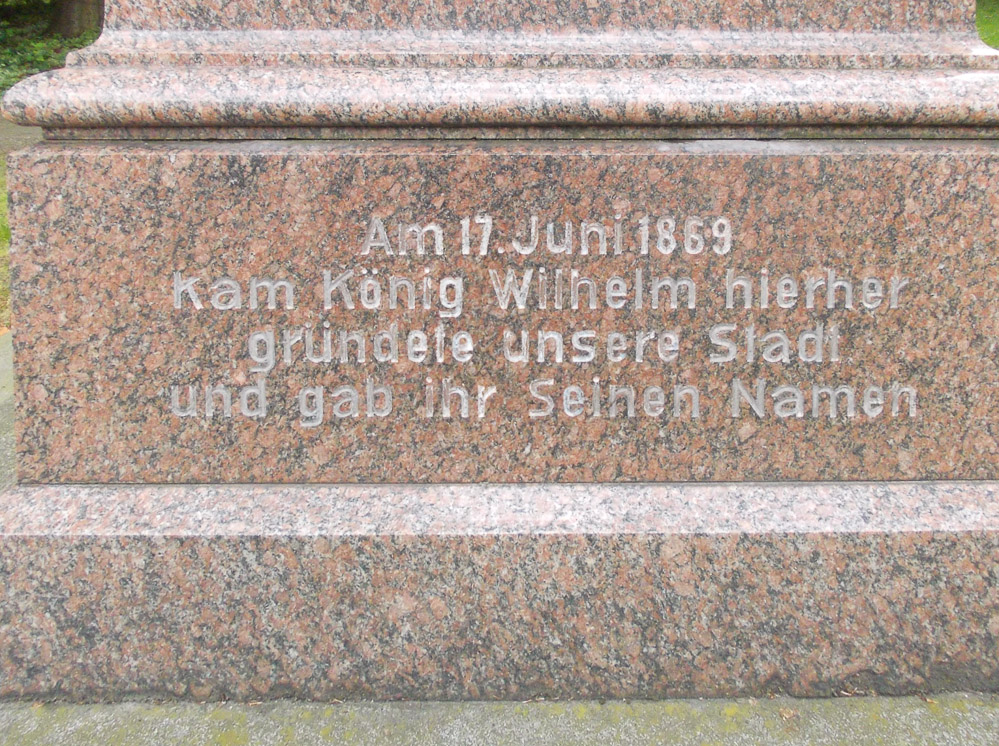 Am 17. Juni 1869
kam König Wilhelm hierher
gründete unsere Stadt
und gab ihr Seinen Namen